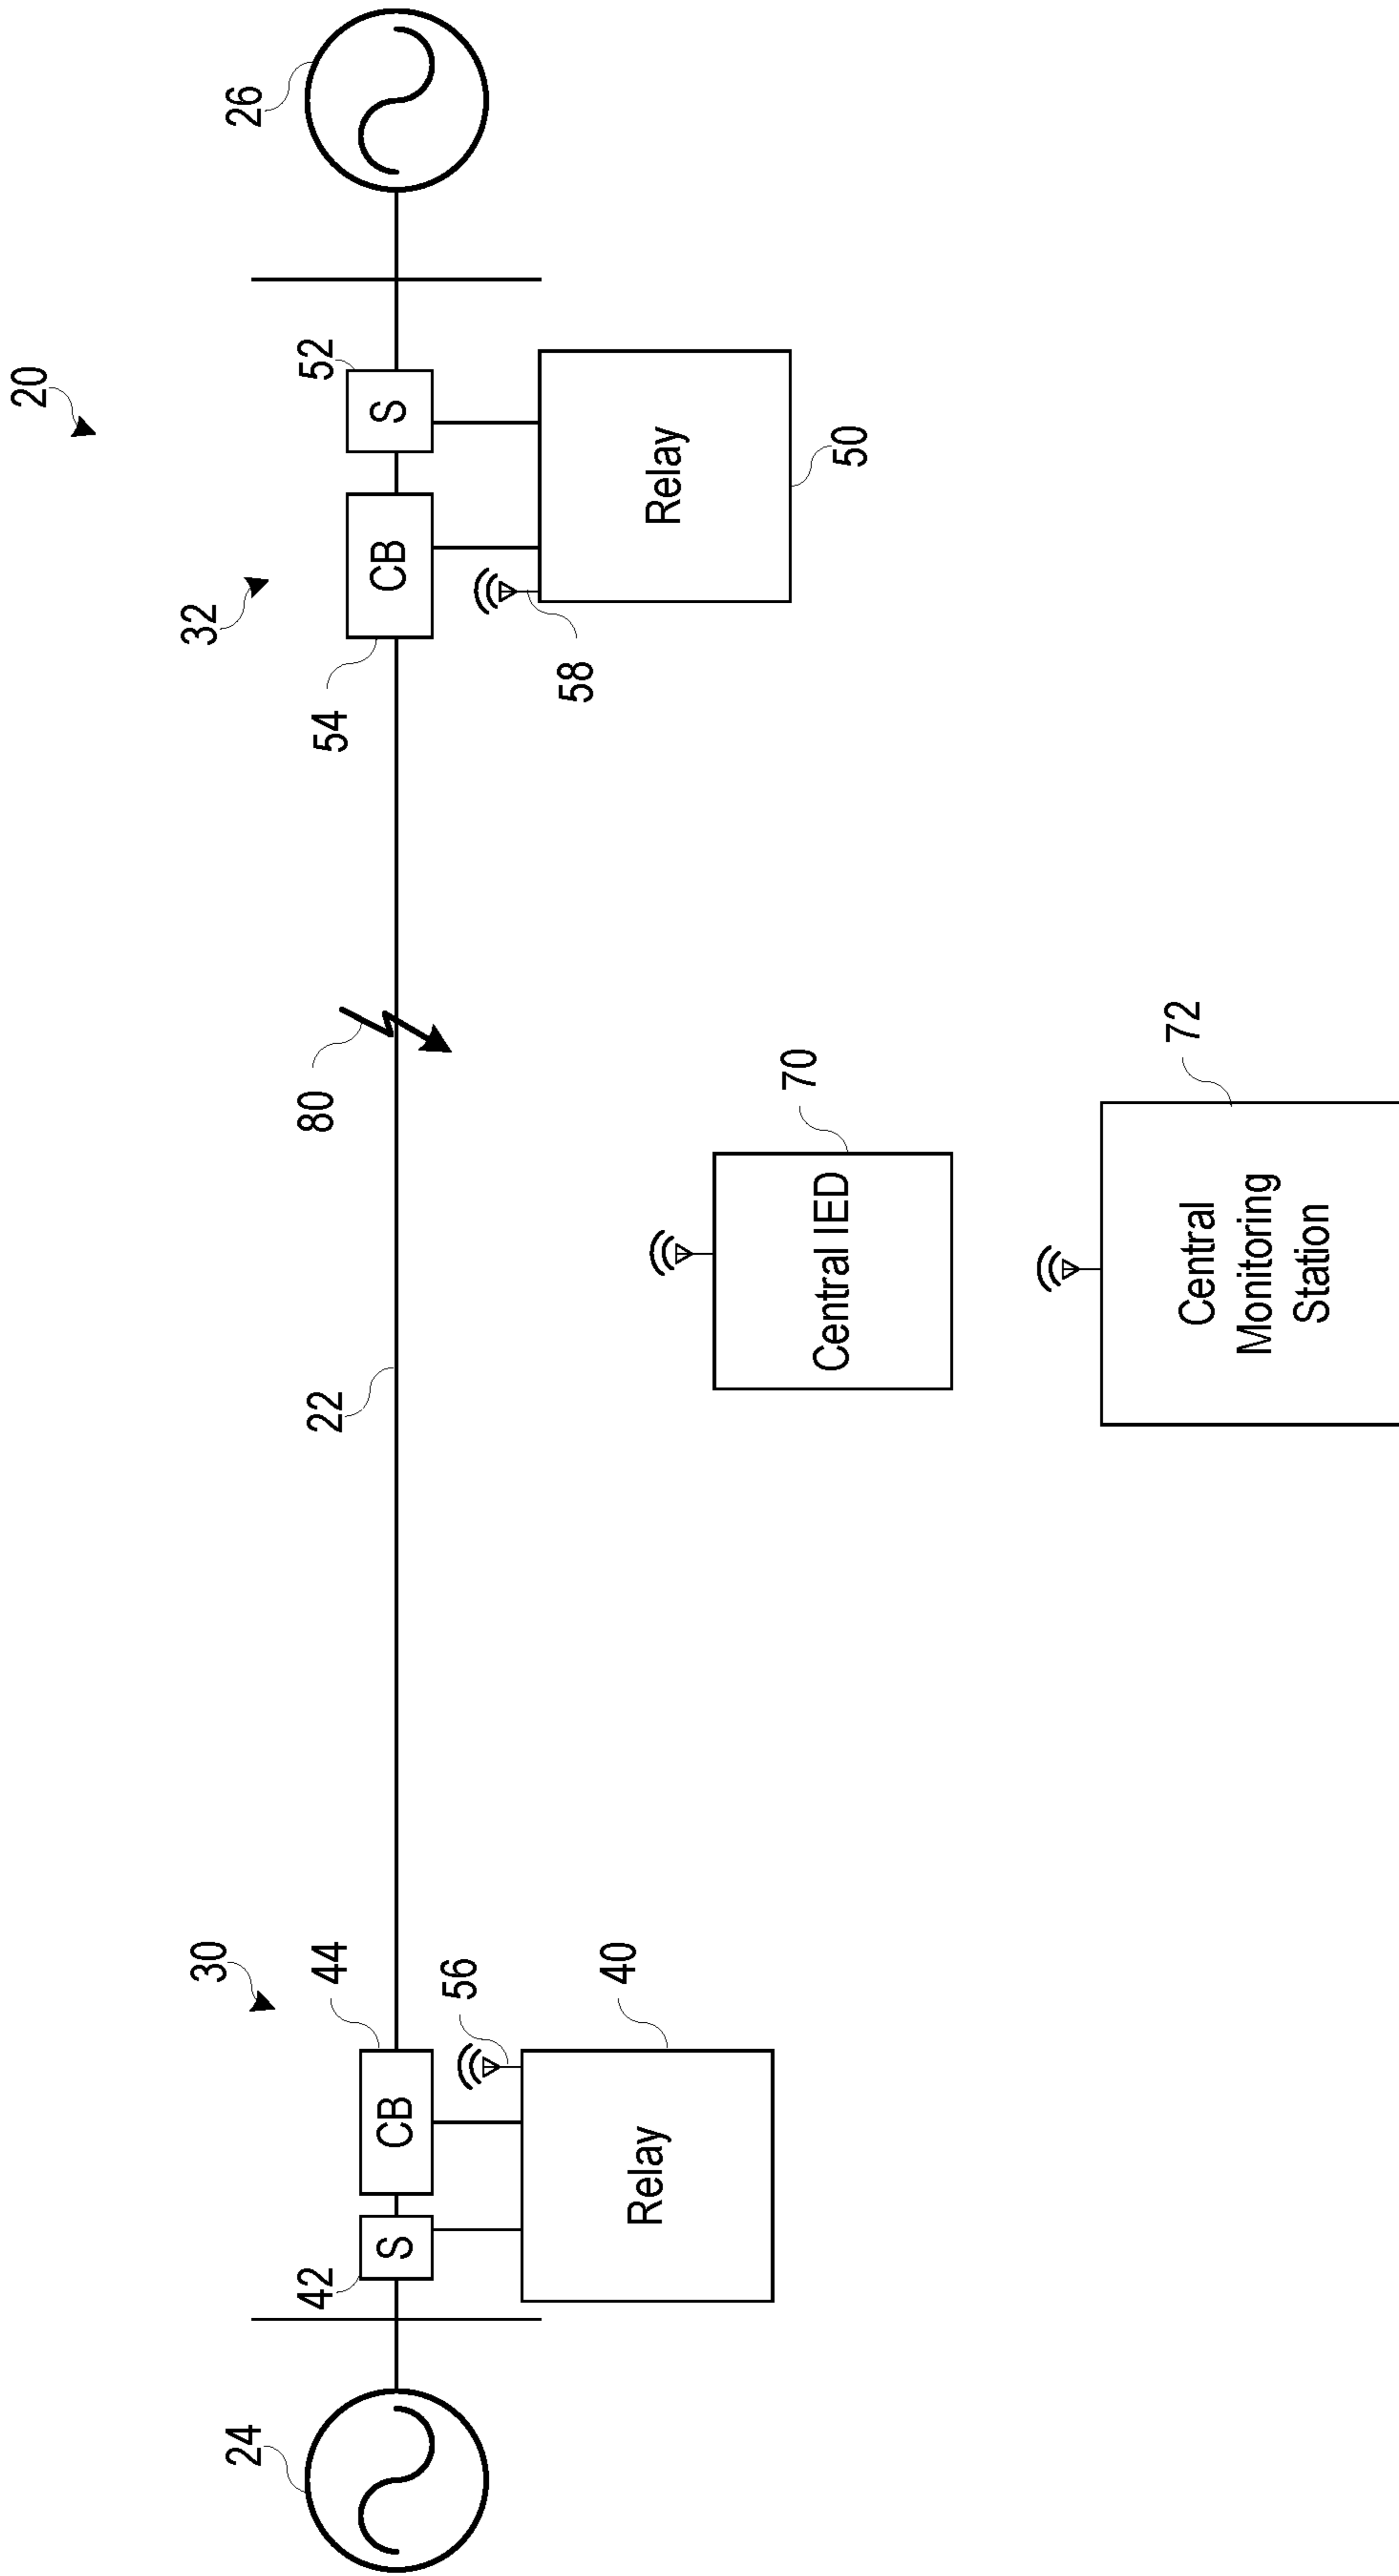 20
30
32
24
42
44
22
80
54
52
26
S
CB
CB
S
56
58
Relay
40
Relay
50
Central IED
70
Central
Monitoring
Station
72